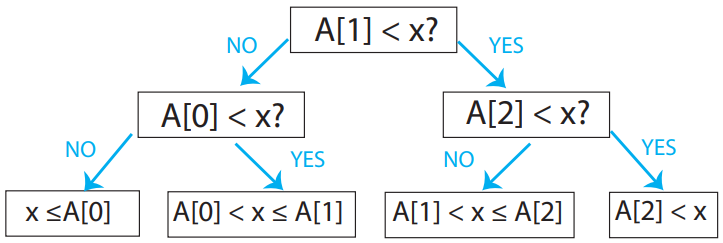 A[1] < x?
NO
YES
A[0] < x?
A[2] < x?
NO
YES
NO
YES
x ≤A[0]
A[0] < x ≤ A[1]
A[1] < x ≤ A[2]
A[2] < x